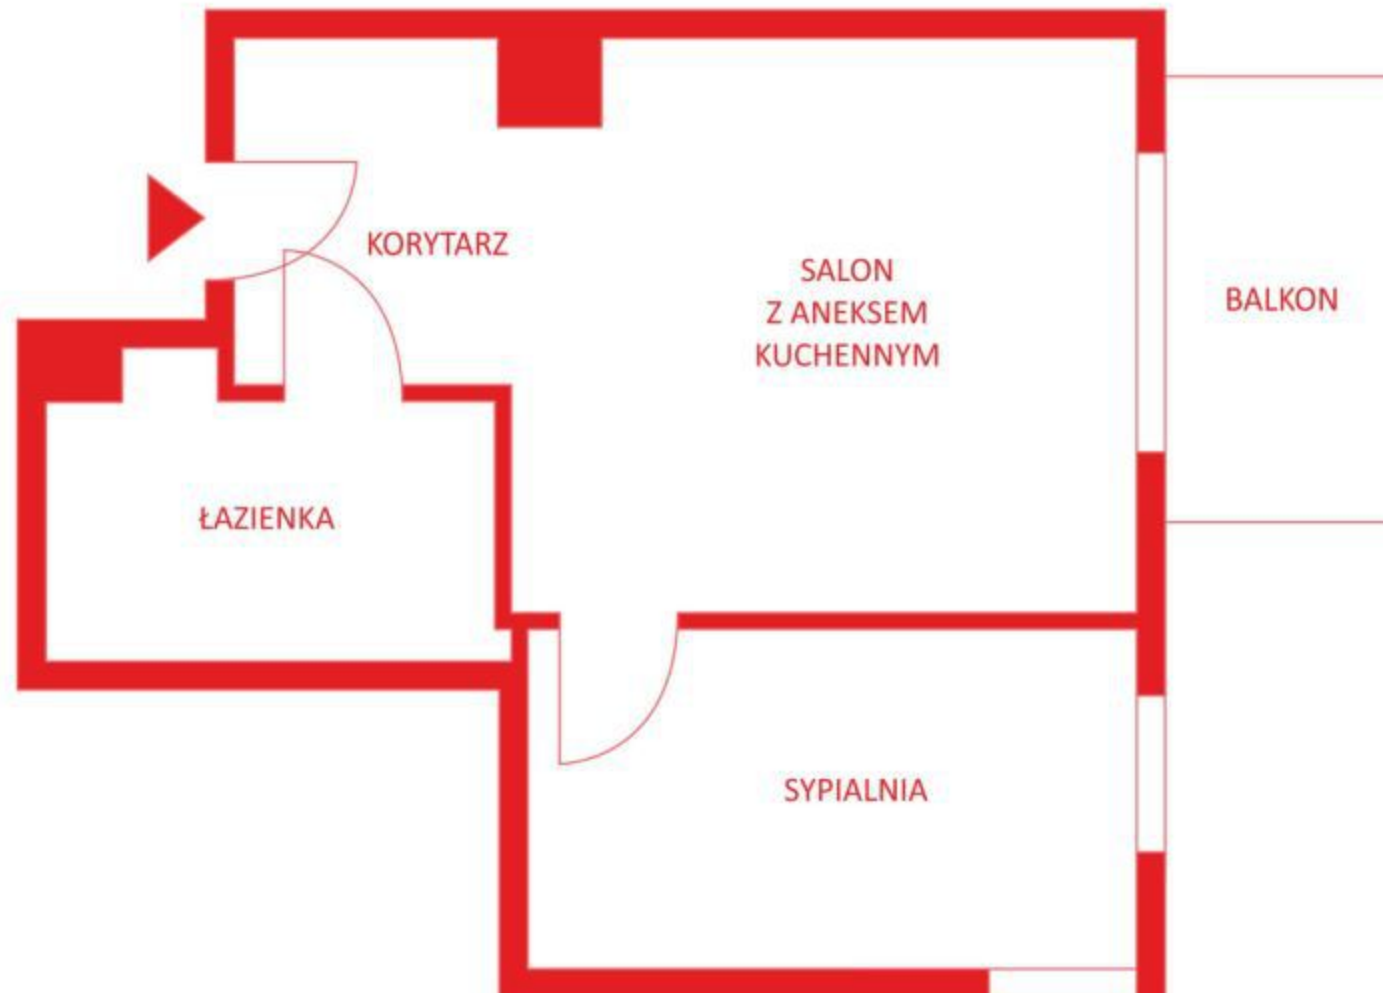 KORYTARZ
SALON
Z ANEKSEM
KUCHENNYM
BALKON
ŁAZIENKA
SYPIALNIA